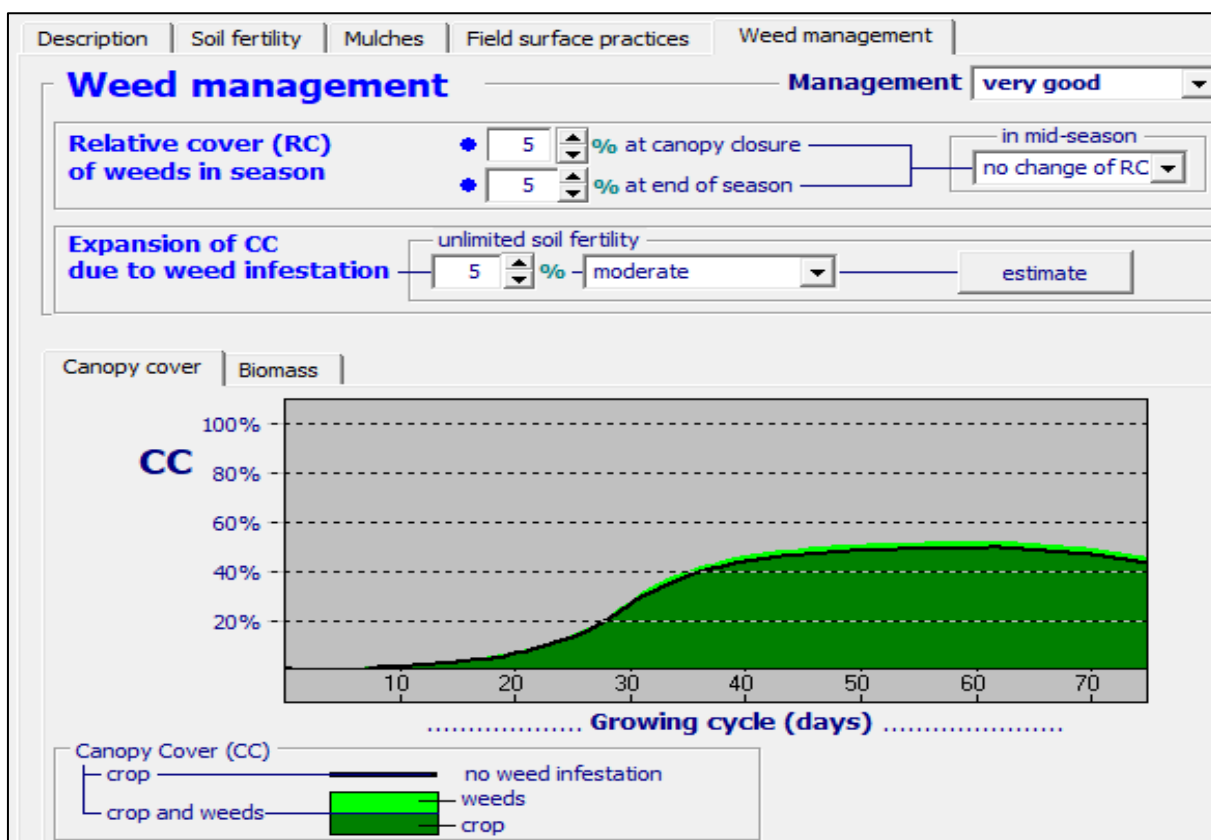 Description Soil fertility Mulches Field surface practices Weed management
Weed management Management very good
Relative cover (RC) 5 % at canopy closure in mid-season
of weeds in season 5 % at end of season no change of RC
Expansion of CC unlimited soil fertility
due to weed infestation 5 % moderate estimate
Canopy cover Biomass
100%
CC 80%
60%
40%
20%
10 20 30 40 50 60 70
................... Growing cycle (days) ......................
Canopy Cover (CC)
crop no weed infestation
crop and weeds weeds
crop